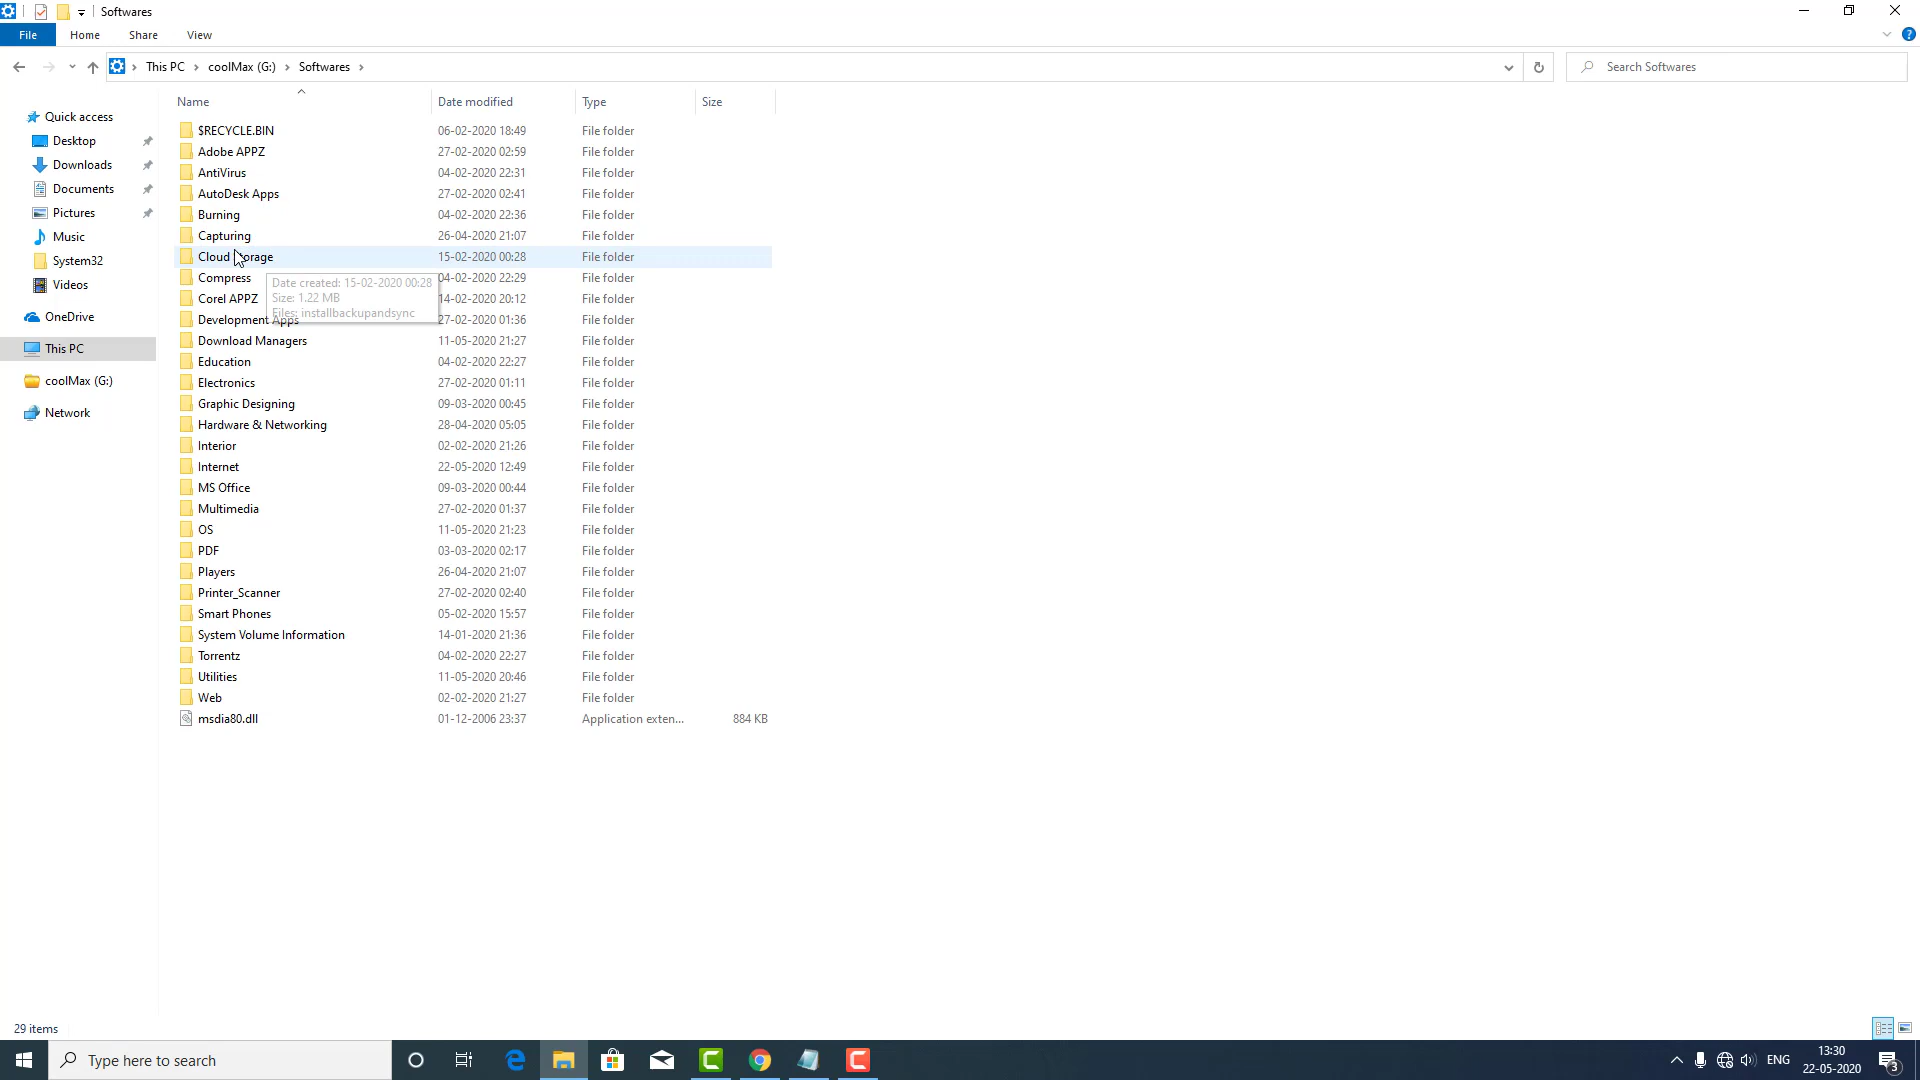 Softwares
File Home Share View
This PC coolMax (G:) Softwares
Search Softwares
Name Date modified Type Size
Quick access
Desktop
Downloads
Documents
Pictures
Music
System32
Videos
OneDrive
This PC
coolMax (G:)
Network
$RECYCLE.BIN 06-02-2020 18:49 File folder
Adobe APPZ 27-02-2020 02:59 File folder
AntiVirus 04-02-2020 22:31 File folder
AutoDesk Apps 27-02-2020 02:41 File folder
Burning 04-02-2020 22:36 File folder
Capturing 26-04-2020 21:07 File folder
Cloud 15-02-2020 00:28 File folder
Compress 04-02-2020 22:29 File folder
Corel APPZ 14-02-2020 20:12 File folder
Development Apps 27-02-2020 01:36 File folder
Date created: 15-02-2020 00:28
Size: 1.22 MB
Files: installbackupandsync
Download Managers 11-05-2020 21:27 File folder
Education 04-02-2020 22:27 File folder
Electronics 27-02-2020 01:11 File folder
Graphic Designing 09-03-2020 00:45 File folder
Hardware & Networking 28-04-2020 05:05 File folder
Interior 02-02-2020 21:26 File folder
Internet 22-05-2020 12:49 File folder
MS Office 09-03-2020 00:44 File folder
Multimedia 27-02-2020 01:37 File folder
OS 11-05-2020 21:23 File folder
PDF 03-03-2020 02:17 File folder
Players 26-04-2020 21:07 File folder
Printer_Scanner 27-02-2020 02:40 File folder
Smart Phones 05-02-2020 15:57 File folder
System Volume Information 14-01-2020 21:36 File folder
Torrentz 04-02-2020 22:27 File folder
Utilities 11-05-2020 20:46 File folder
Web 02-02-2020 21:27 File folder
msdia80.dll 01-12-2006 23:37 Application exten... 884 KB
29 items
Type here to search
ENG
13:30
22-05-2020
3